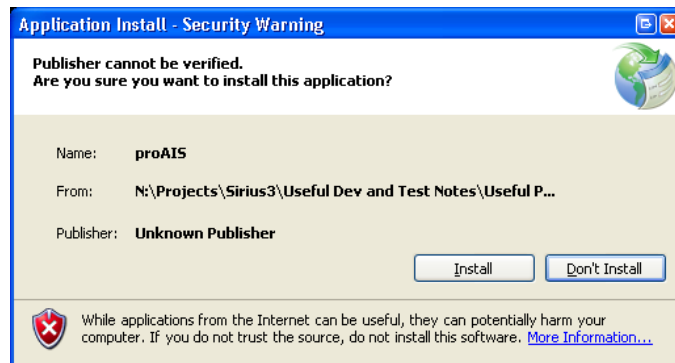 Application Install - Security Warning
Publisher cannot be verified.
Are you sure you want to install this application?
Name: proAIS
From: N:\Projects\Sirius3\Useful Dev and Test Notes\Useful P...
Publisher: Unknown Publisher
Install Don't Install
While applications from the Internet can be useful, they can potentially harm your
computer. If you do not trust the source, do not install this software. More Information...